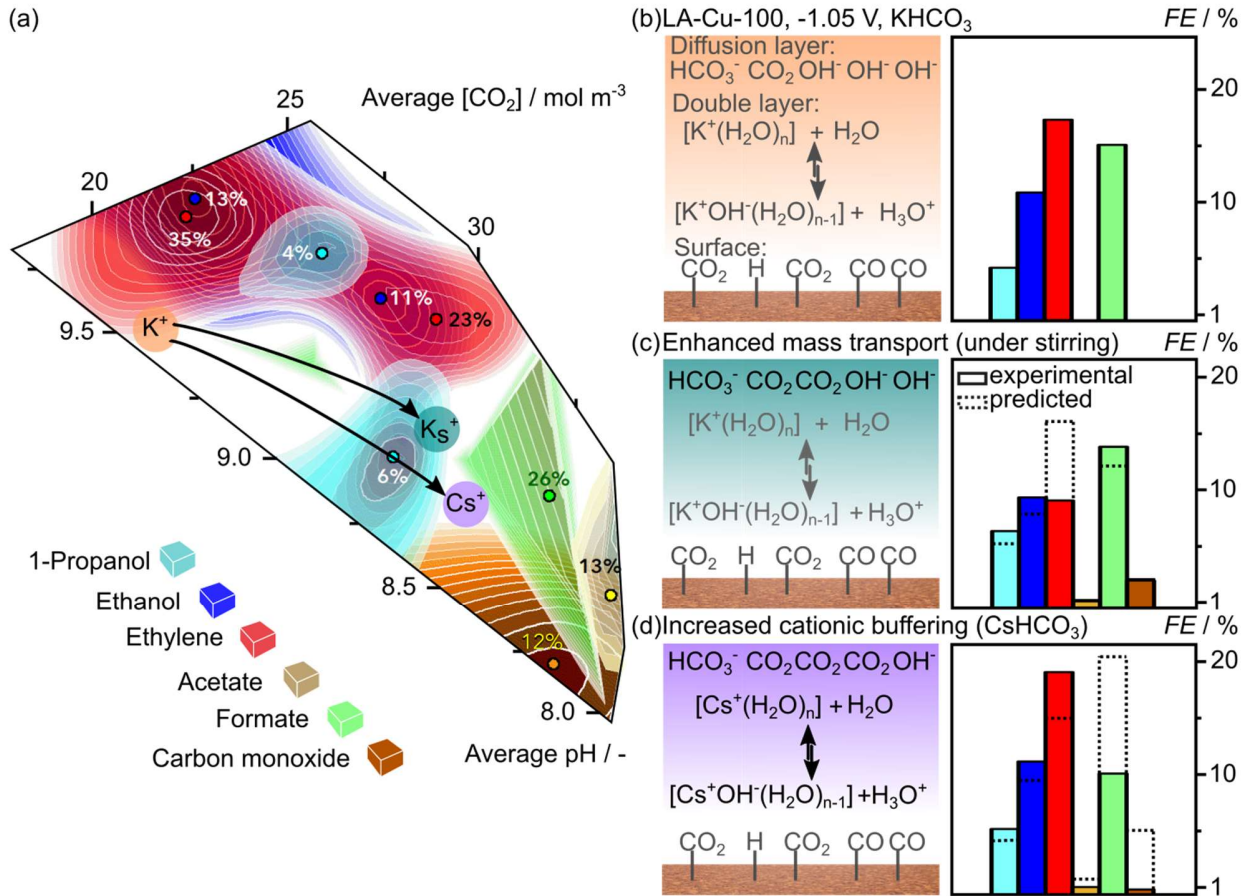 (a)
Average [CO₂] / mol m⁻³
25
20
30
13%
35%
4%
11%
23%
9.5
K⁺
Kₛ⁺
9.0
6%
Cs⁺
26%
8.5
13%
12%
8.0
Average pH / -
1-Propanol
Ethanol
Ethylene
Acetate
Formate
Carbon monoxide
(b) LA-Cu-100, -1.05 V, KHCO₃
FE / %
Diffusion layer:
HCO₃⁻ CO₂ OH⁻ OH⁻ OH⁻
Double layer:
[K⁺(H₂O)ₙ] + H₂O
[K⁺OH⁻(H₂O)ₙ₋₁] + H₃O⁺
Surface:
CO₂ H CO₂ CO CO
20
10
1
(c) Enhanced mass transport (under stirring)
FE / %
HCO₃⁻ CO₂ CO₂ OH⁻ OH⁻
[K⁺(H₂O)ₙ] + H₂O
[K⁺OH⁻(H₂O)ₙ₋₁] + H₃O⁺
CO₂ H CO₂ CO CO
experimental
predicted
20
10
1
(d) Increased cationic buffering (CsHCO₃)
FE / %
HCO₃⁻ CO₂ CO₂ CO₂ OH⁻
[Cs⁺(H₂O)ₙ] + H₂O
[Cs⁺OH⁻(H₂O)ₙ₋₁] + H₃O⁺
CO₂ H CO₂ CO CO
20
10
1